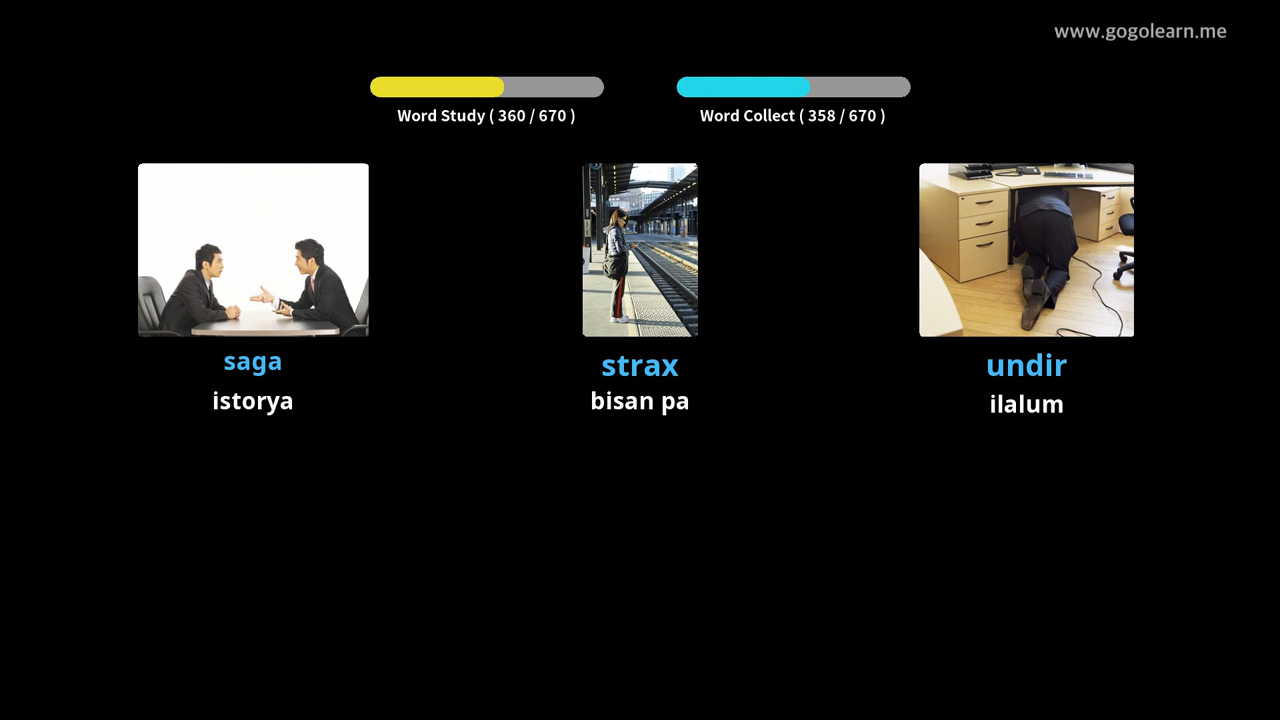 www.gogolearn.me
Word Study ( 360 / 670 )
Word Collect ( 358 / 670 )
saga
istorya
strax
bisan pa
undir
ilalum